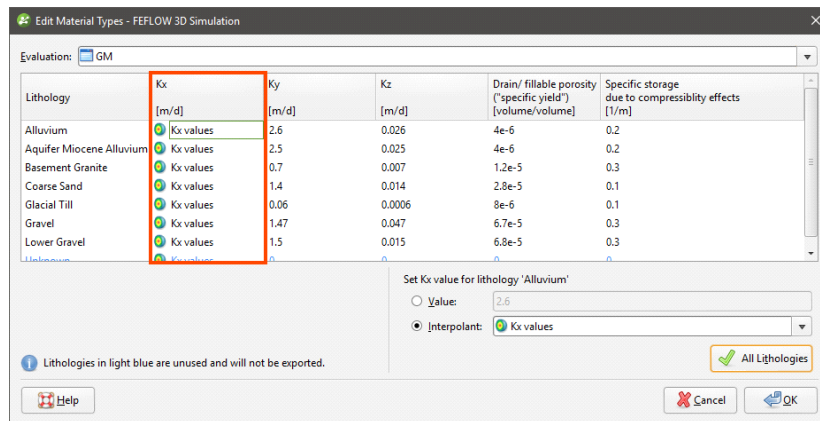 Edit Material Types - FEFLOW 3D Simulation
Evaluation: GM
Lithology Kx [m/d] Ky [m/d] Kz [m/d] Drain/ fillable porosity ("specific yield") [volume/volume] Specific storage due to compressiblity effects [1/m]
Alluvium Kx values 2.6 0.026 4e-6 0.2
Aquifer Miocene Alluvium Kx values 2.5 0.025 4e-6 0.2
Basement Granite Kx values 0.7 0.007 1.2e-5 0.3
Coarse Sand Kx values 1.4 0.014 2.8e-5 0.1
Glacial Till Kx values 0.06 0.0006 8e-6 0.1
Gravel Kx values 1.47 0.047 6.7e-5 0.3
Lower Gravel Kx values 1.5 0.015 6.8e-5 0.3
Unknown Kx values 0 0 0 0
Set Kx value for lithology 'Alluvium'
Value: 2.6
Interpolant: Kx values
All Lithologies
Lithologies in light blue are unused and will not be exported.
Help Cancel OK